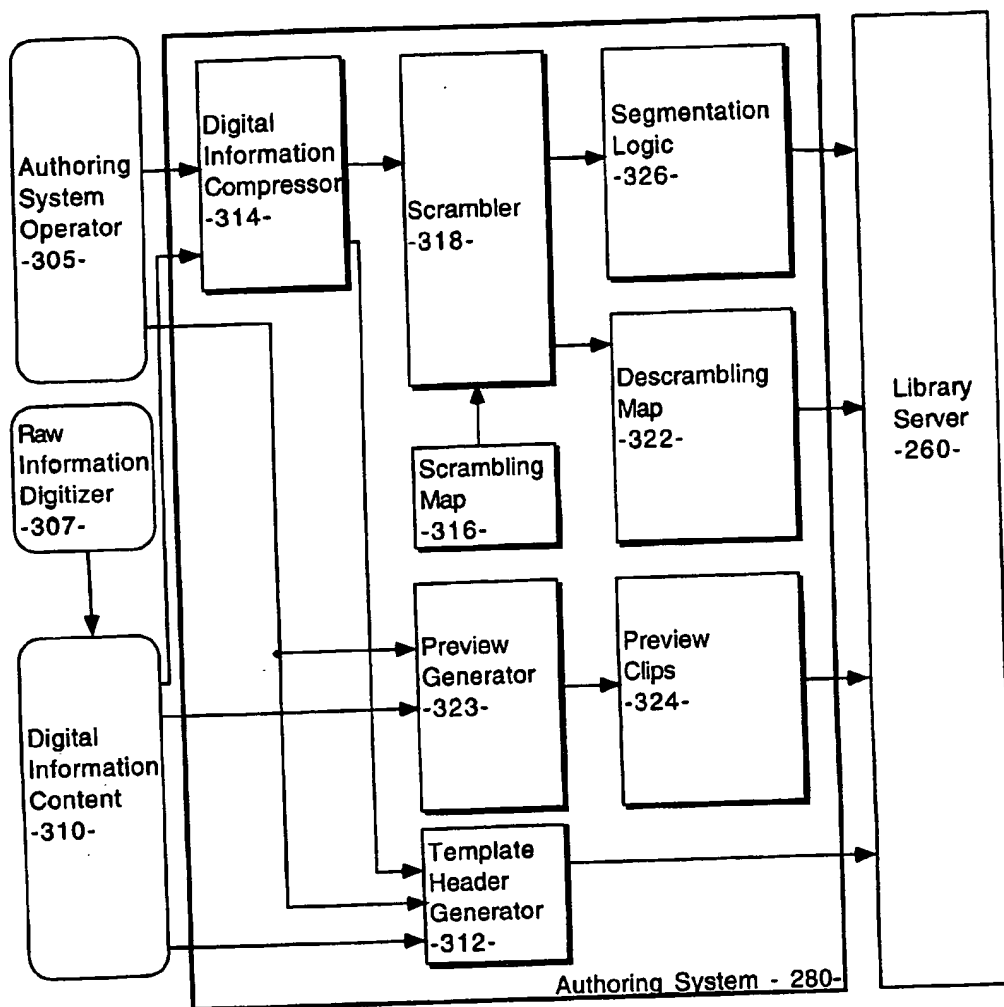 Authoring
System
Operator
-305-
Raw
Information
Digitizer
-307-
Digital
Information
Content
-310-
Digital
Information
Compressor
-314-
Scrambler
-318-
Scrambling
Map
-316-
Segmentation
Logic
-326-
Descrambling
Map
-322-
Preview
Generator
-323-
Preview
Clips
-324-
Template
Header
Generator
-312-
Authoring System - 280-
Library
Server
-260-